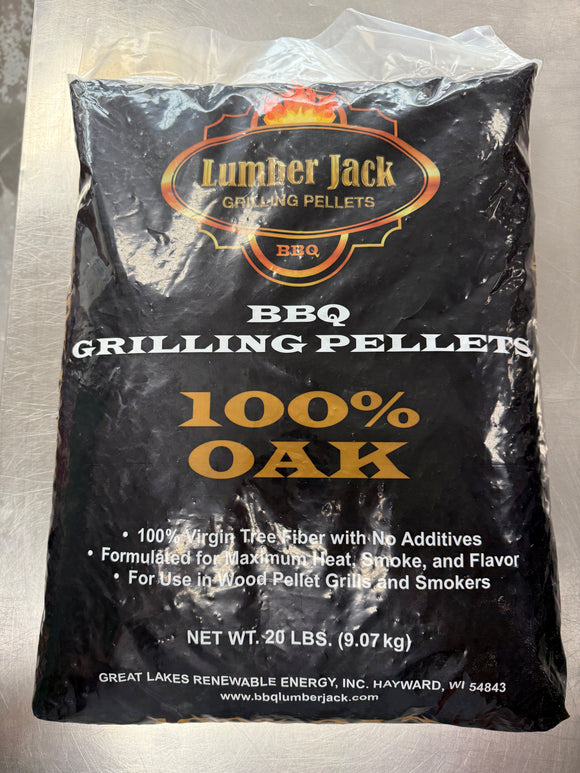 Lumber Jack
GRILLING PELLETS
BBQ
BBQ
GRILLING PELLETS
100%
OAK
• 100% Virgin Tree Fiber with No Additives
• Formulated for Maximum Heat, Smoke, and Flavor
• For Use in Wood Pellet Grills and Smokers
NET WT. 20 LBS. (9.07 kg)
GREAT LAKES RENEWABLE ENERGY, INC. HAYWARD, WI 54843
www.bbqlumberjack.com